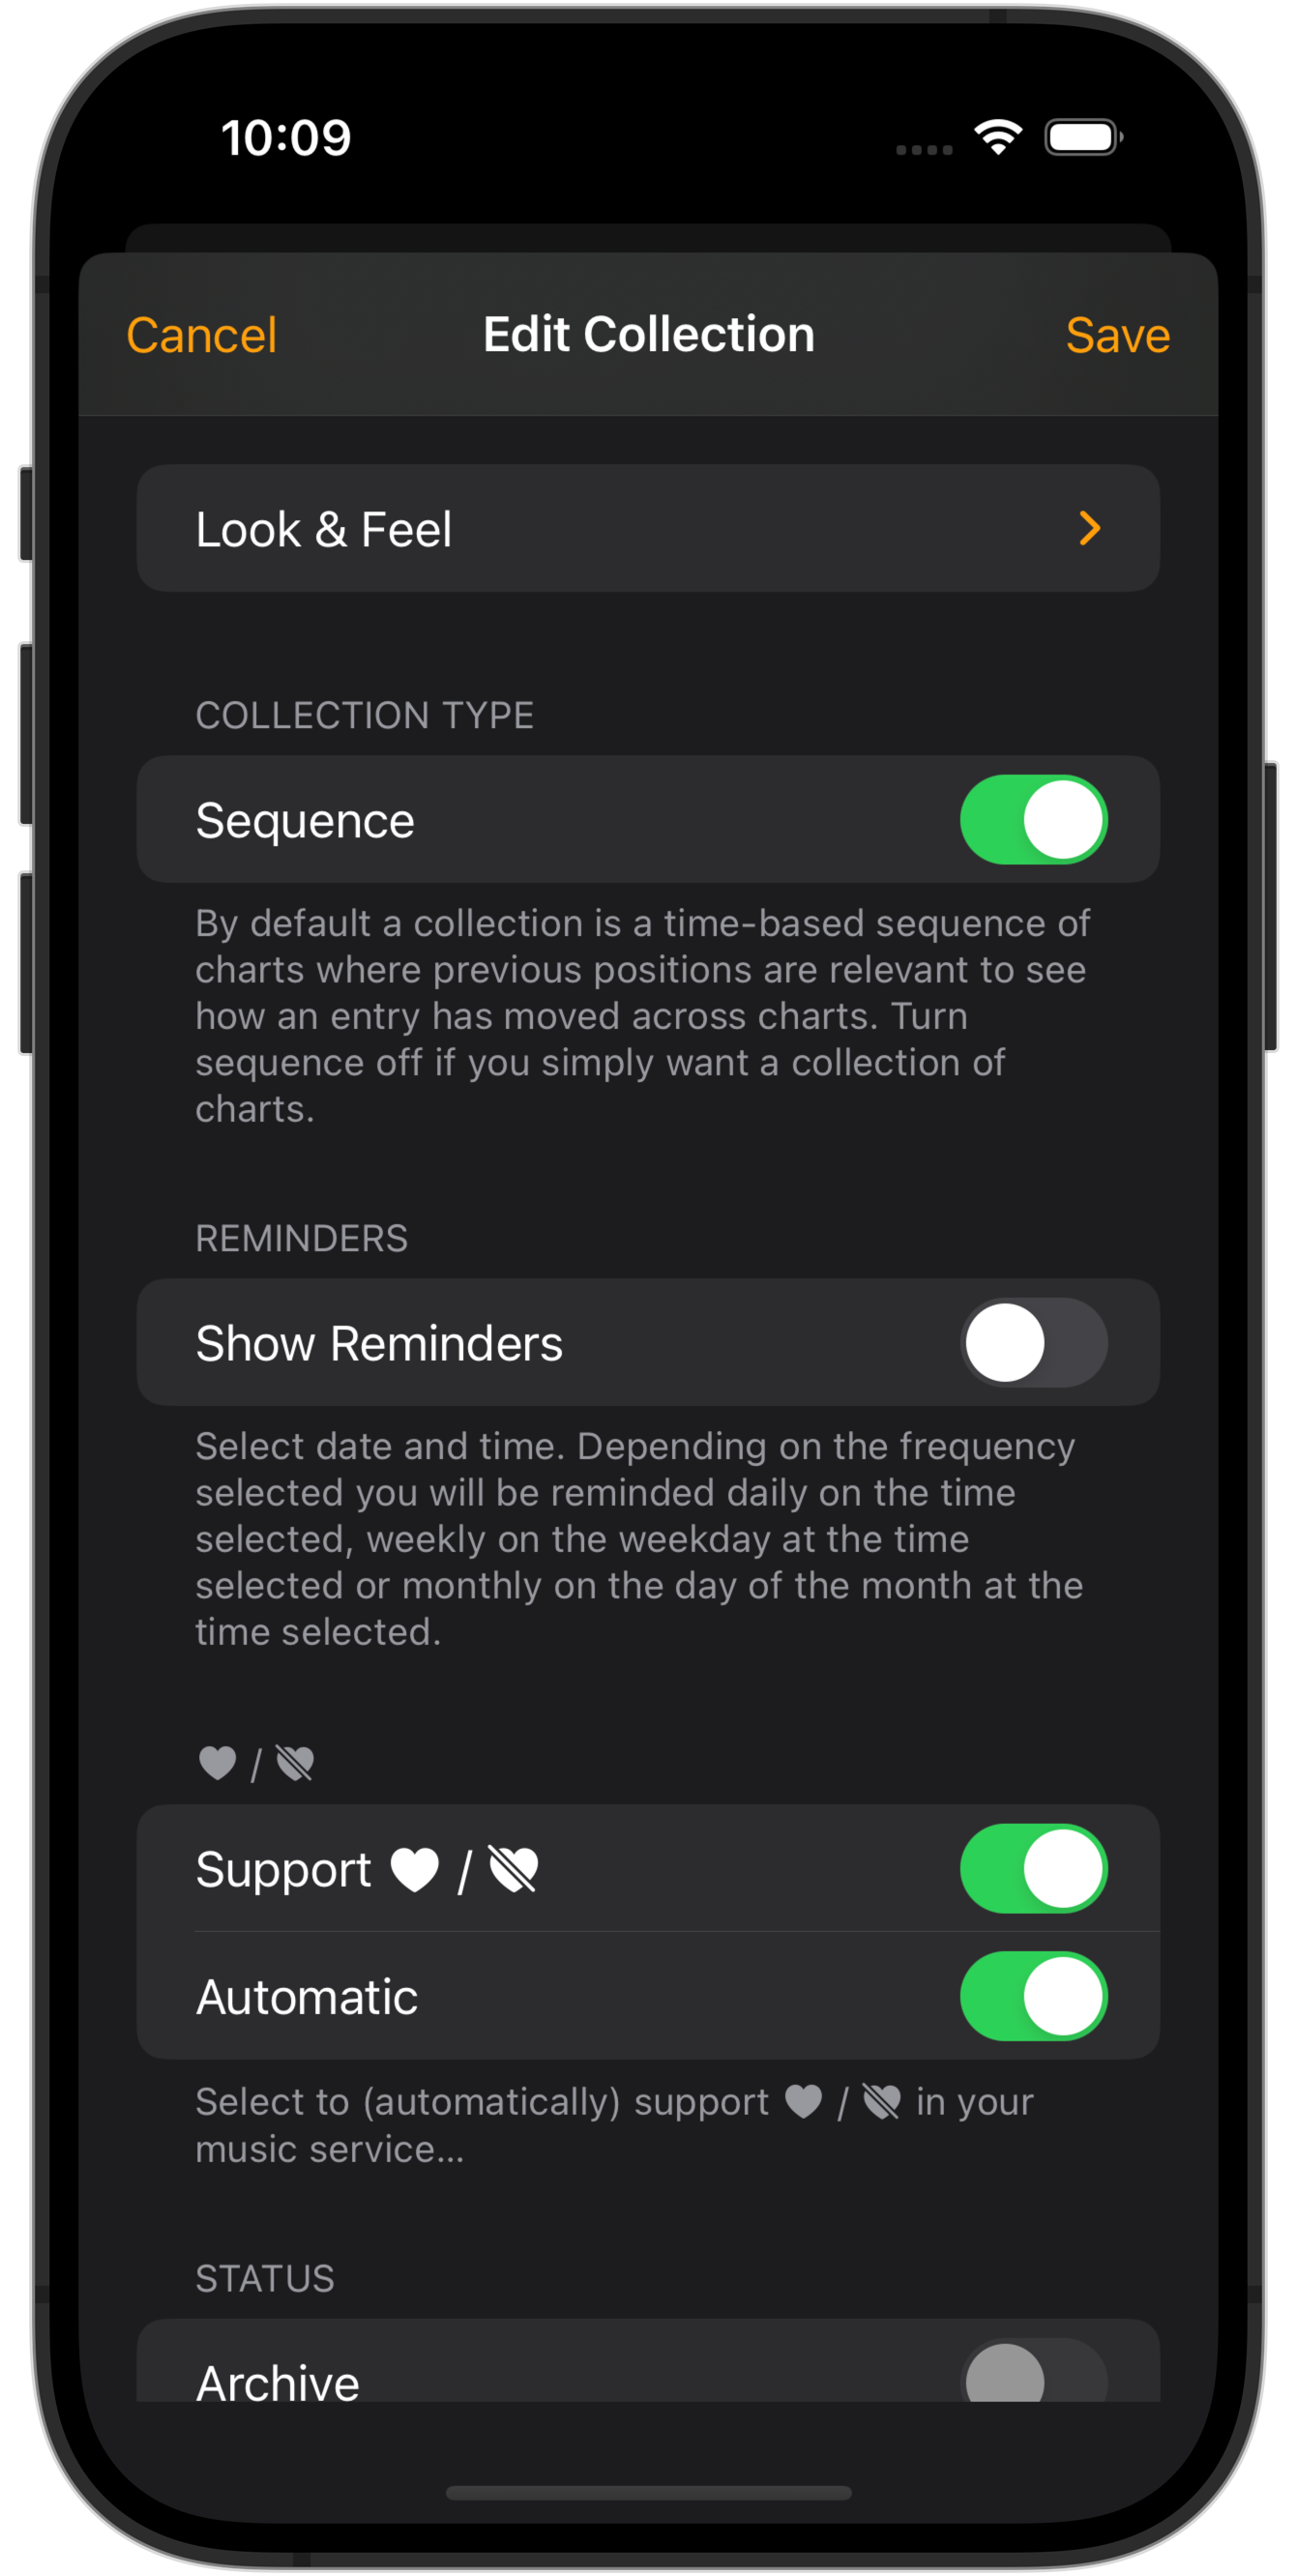 10:09
Cancel Edit Collection Save
Look & Feel
COLLECTION TYPE
Sequence
By default a collection is a time-based sequence of
charts where previous positions are relevant to see
how an entry has moved across charts. Turn
sequence off if you simply want a collection of
charts.
REMINDERS
Show Reminders
Select date and time. Depending on the frequency
selected you will be reminded daily on the time
selected, weekly on the weekday at the time
selected or monthly on the day of the month at the
time selected.
/
Support /
Automatic
Select to (automatically) support / in your
music service...
STATUS
Archive